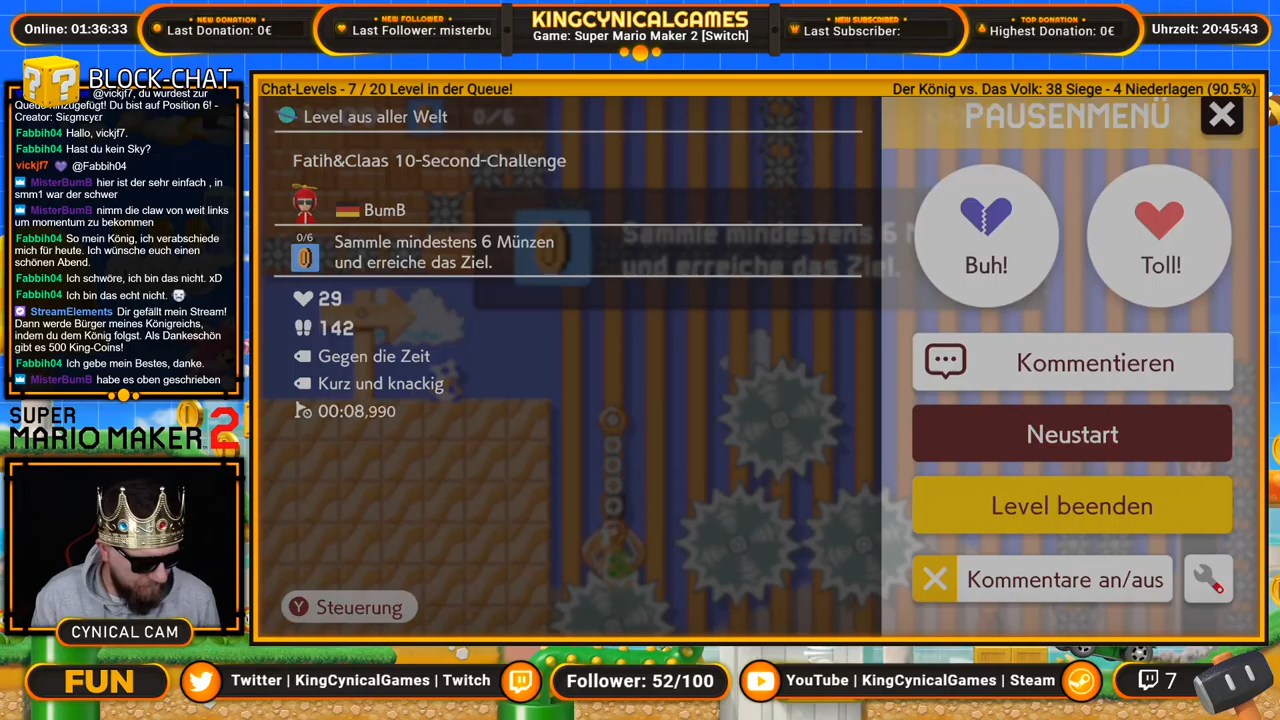 Online: 01:36:33
NEW DONATION
Last Donation: 0€
NEW FOLLOWER
Last Follower: misterbu
KINGCYNICALGAMES
Game: Super Mario Maker 2 [Switch]
NEW SUBSCRIBER
Last Subscriber:
TOP DONATION
Highest Donation: 0€
Uhrzeit: 20:45:43
BLOCK-CHAT
@vickjf7, du wurdest zur
Queue hinzugefügt! Du bist auf Position 6! -
Creator: Siegmsyer
Fabbih04 Hallo, vickjf7.
Fabbih04 Hast du kein Sky?
vickjf7 @Fabbih04
MisterBumB hier ist der sehr einfach , in
smm1 war der schwer
MisterBumB nimm die claw von weit links
um momentum zu bekommen
Fabbih04 So mein König, ich verabschiede
mich für heute. Ich wünsche euch einen
schönen Abend.
Fabbih04 Ich schwöre, ich bin das nicht. xD
Fabbih04 Ich bin das echt nicht.
StreamElements Dir gefällt mein Stream!
Dann werde Bürger meines Königreichs,
indem du dem König folgst. Als Dankeschön
gibt es 500 King-Coins!
Fabbih04 Ich gebe mein Bestes, danke.
MisterBumB habe es oben geschrieben
SUPER
MARIO MAKER 2
CYNICAL CAM
Chat-Levels - 7 / 20 Level in der Queue!
Der König vs. Das Volk: 38 Siege - 4 Niederlagen (90.5%)
Level aus aller Welt
0/6
Fatih&Claas 10-Second-Challenge
BumB
0/6
Sammle mindestens 6 Münzen
und erreiche das Ziel.
Sammle mindestens 6 M
und erreiche das Ziel.
29
142
Gegen die Zeit
Kurz und knackig
00:08,990
Y Steuerung
PAUSENMENÜ
Buh!
Toll!
Kommentieren
Neustart
Level beenden
Kommentare an/aus
FUN
Twitter | KingCynicalGames | Twitch
Follower: 52/100
YouTube | KingCynicalGames | Steam
7